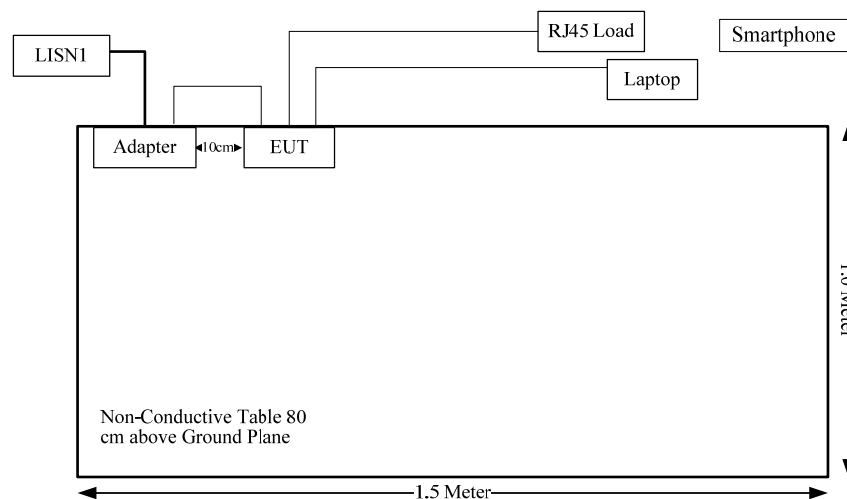 LISN1
RJ45 Load
Smartphone
Laptop
Adapter
10cm
EUT
Non-Conductive Table 80
cm above Ground Plane
1.5 Meter